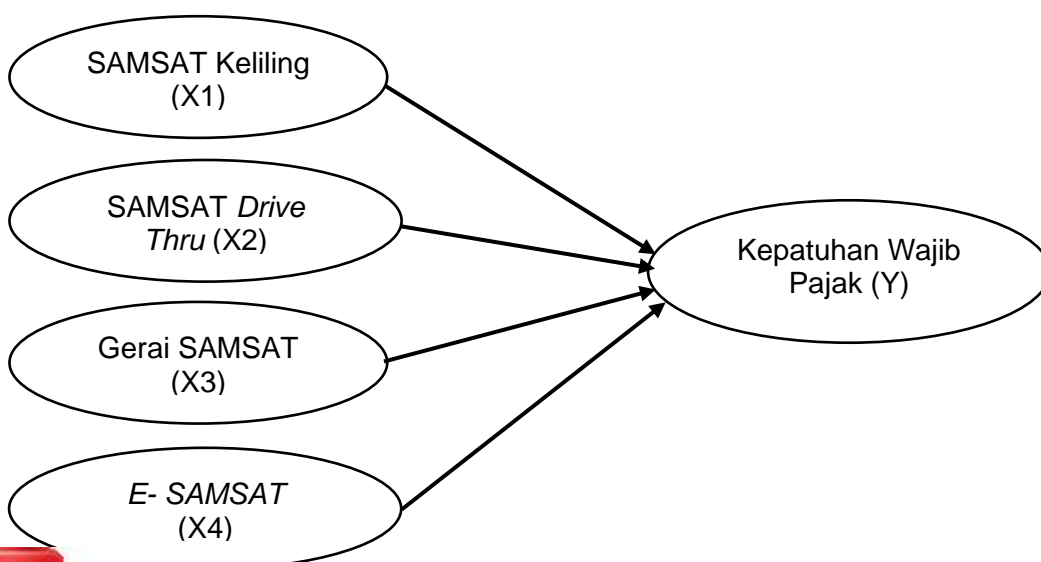 SAMSAT Keliling
(X1)
SAMSAT Drive
Thru (X2)
Gerai SAMSAT
(X3)
E- SAMSAT
(X4)
Kepatuhan Wajib
Pajak (Y)